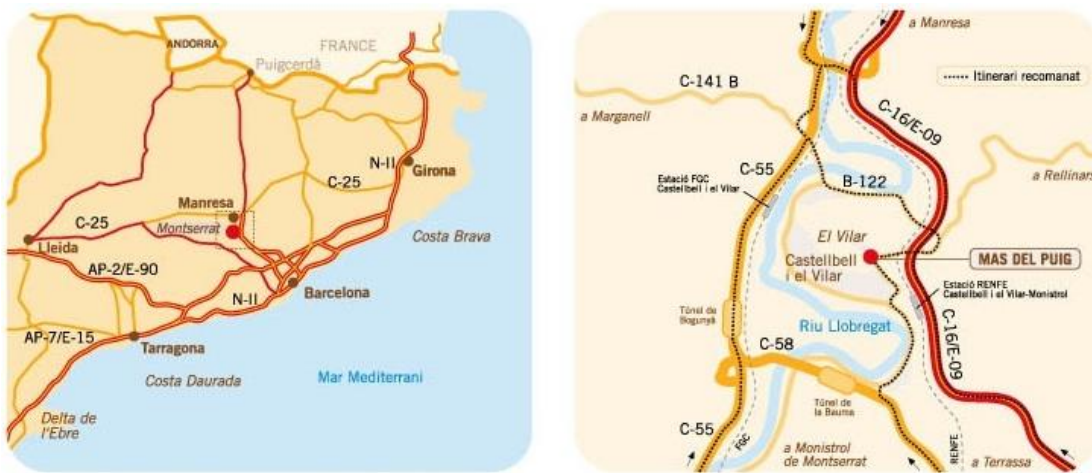 ANDORRA
FRANCE
Puigcerdà
N-II
Girona
C-25
Manresa
Montserrat
C-25
Lleida
Costa Brava
AP-2/E-90
Barcelona
N-II
AP-7/E-15
Tarragona
Costa Daurada
Mar Mediterrani
Delta de
l'Ebre
a Manresa
Itinerari recomanat
C-141 B
a Marganell
C-16/E-09
C-55
Estació FGC
Castellbell i el Vilar
B-122
a Rellinars
El Vilar
Castellbell
i el Vilar
MAS DEL PUIG
Estació RENFE
Castellbell i el Vilar-Monistrol
Túnel de
Bogunyà
Riu Llobregat
C-16/E-09
C-58
Túnel de
la Bauma
C-55
FGC
a Monistrol
de Montserrat
RENFE
a Terrassa